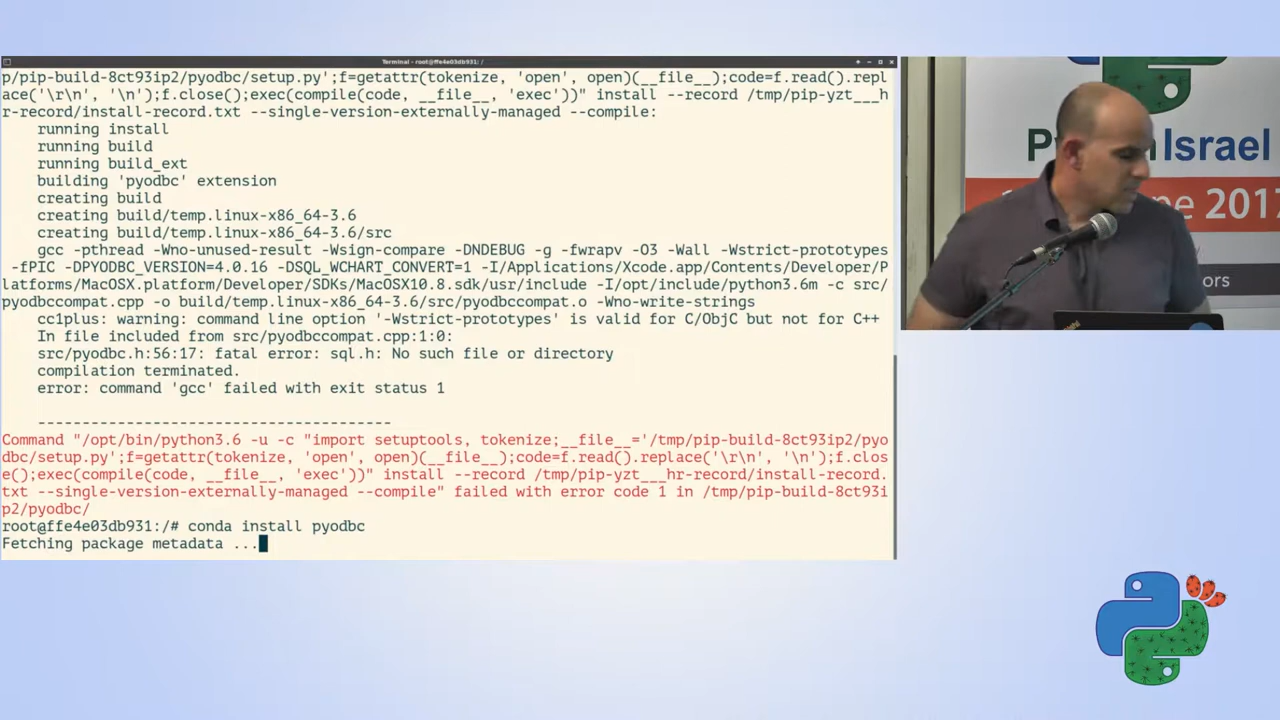 Terminal - root@ffe4e03db931: /
p/pip-build-8ct93ip2/pyodbc/setup.py';f=getattr(tokenize, 'open', open)(__file__);code=f.read().repl
ace('\r\n', '\n');f.close();exec(compile(code, __file__, 'exec'))" install --record /tmp/pip-yzt___h
r-record/install-record.txt --single-version-externally-managed --compile:
running install
running build
running build_ext
building 'pyodbc' extension
creating build
creating build/temp.linux-x86_64-3.6
creating build/temp.linux-x86_64-3.6/src
gcc -pthread -Wno-unused-result -Wsign-compare -DNDEBUG -g -fwrapv -O3 -Wall -Wstrict-prototypes
-fPIC -DPYODBC_VERSION=4.0.16 -DSQL_WCHART_CONVERT=1 -I/Applications/Xcode.app/Contents/Developer/P
latforms/MacOSX.platform/Developer/SDKs/MacOSX10.8.sdk/usr/include -I/opt/include/python3.6m -c src/
pyodbccompat.cpp -o build/temp.linux-x86_64-3.6/src/pyodbccompat.o -Wno-write-strings
cc1plus: warning: command line option '-Wstrict-prototypes' is valid for C/ObjC but not for C++
In file included from src/pyodbccompat.cpp:1:0:
src/pyodbc.h:56:17: fatal error: sql.h: No such file or directory
compilation terminated.
error: command 'gcc' failed with exit status 1
----------------------------------------
Command "/opt/bin/python3.6 -u -c "import setuptools, tokenize;__file__='/tmp/pip-build-8ct93ip2/pyo
dbc/setup.py';f=getattr(tokenize, 'open', open)(__file__);code=f.read().replace('\r\n', '\n');f.clos
e();exec(compile(code, __file__, 'exec'))" install --record /tmp/pip-yzt___hr-record/install-record.
txt --single-version-externally-managed --compile" failed with error code 1 in /tmp/pip-build-8ct93i
p2/pyodbc/
root@ffe4e03db931:/# conda install pyodbc
Fetching package metadata ...
Israel
2017